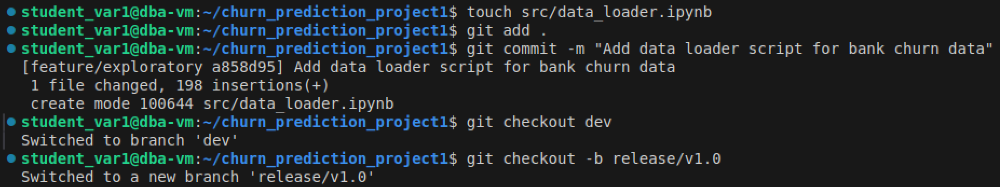 student_var1@dba-vm:~/churn_prediction_project1$ touch src/data_loader.ipynb
student_var1@dba-vm:~/churn_prediction_project1$ git add .
student_var1@dba-vm:~/churn_prediction_project1$ git commit -m "Add data loader script for bank churn data"
[feature/exploratory a858d95] Add data loader script for bank churn data
 1 file changed, 198 insertions(+)
 create mode 100644 src/data_loader.ipynb
student_var1@dba-vm:~/churn_prediction_project1$ git checkout dev
Switched to branch 'dev'
student_var1@dba-vm:~/churn_prediction_project1$ git checkout -b release/v1.0
Switched to a new branch 'release/v1.0'